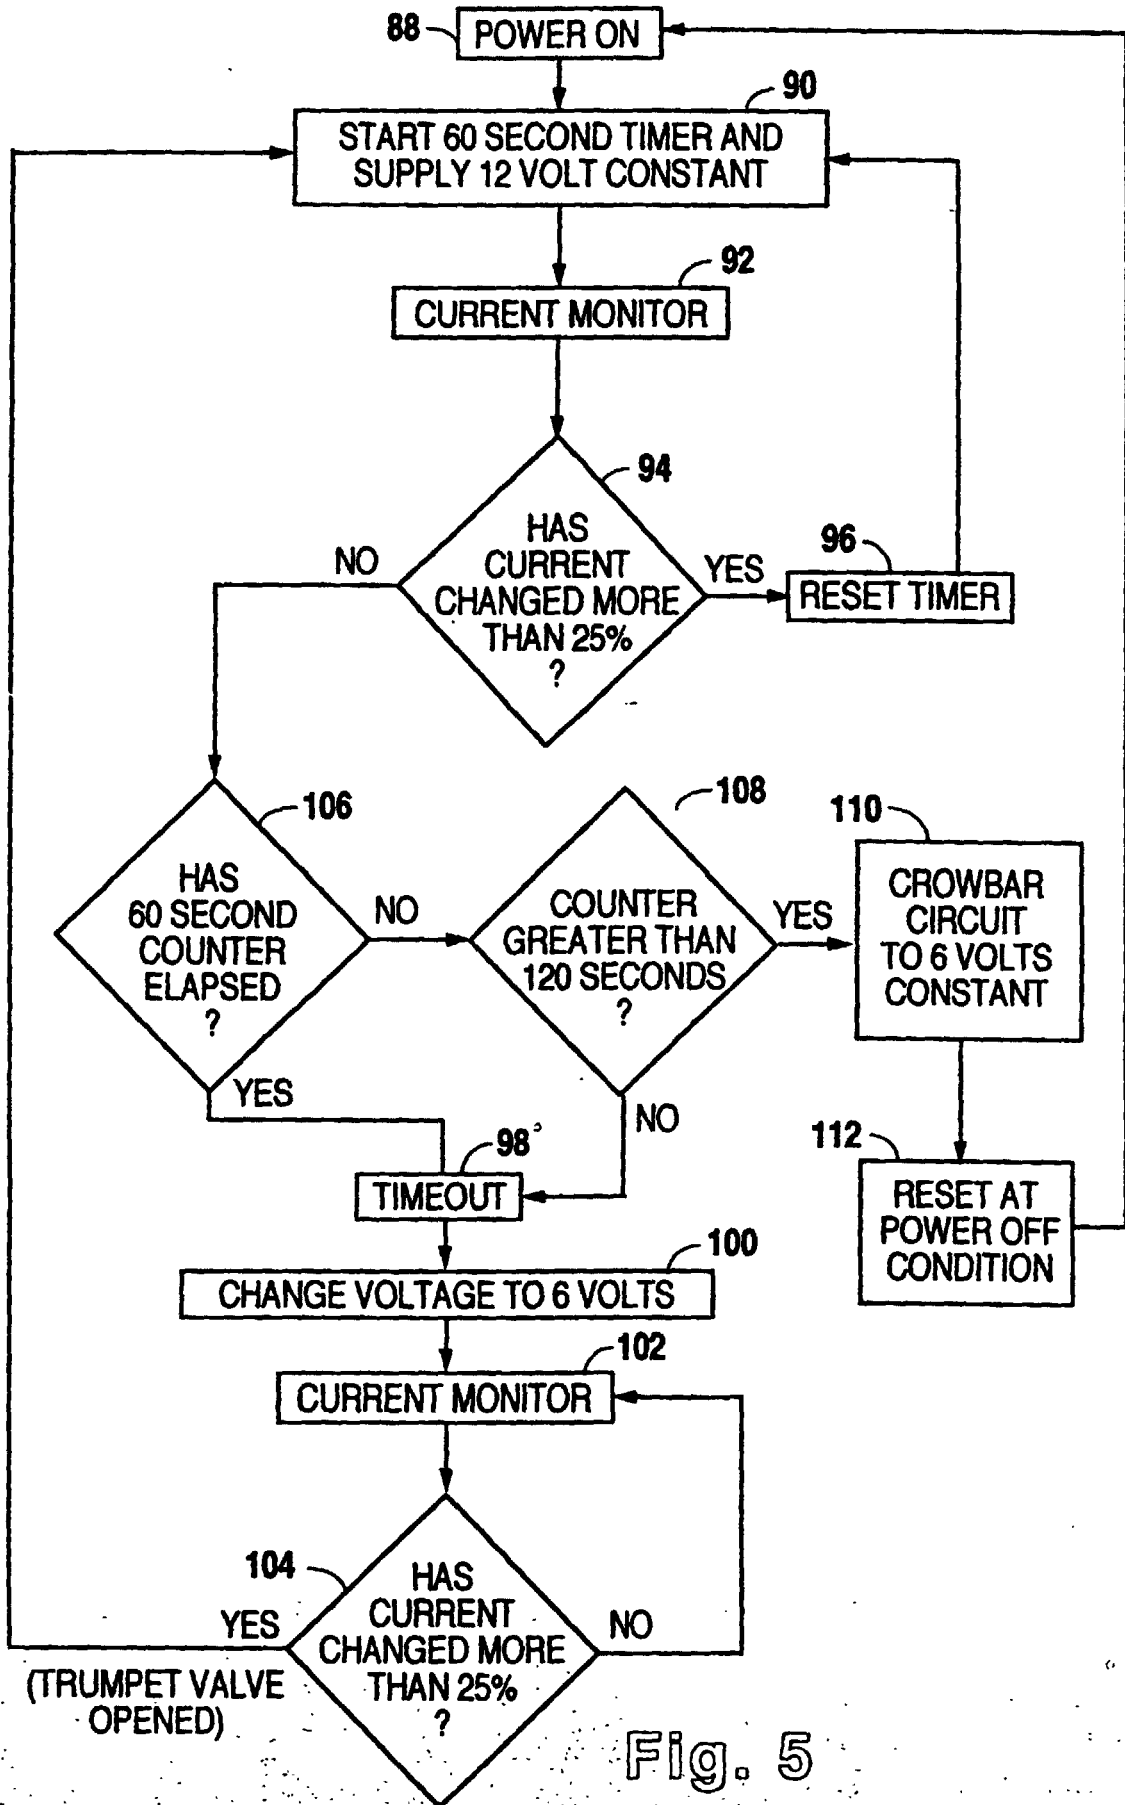 88
POWER ON
90
START 60 SECOND TIMER AND
SUPPLY 12 VOLT CONSTANT
92
CURRENT MONITOR
94
HAS
CURRENT
CHANGED MORE
THAN 25%
?
NO
YES
96
RESET TIMER
106
HAS
60 SECOND
COUNTER
ELAPSED
?
NO
YES
108
COUNTER
GREATER THAN
120 SECONDS
?
YES
NO
110
CROWBAR
CIRCUIT
TO 6 VOLTS
CONSTANT
112
RESET AT
POWER OFF
CONDITION
98
TIMEOUT
100
CHANGE VOLTAGE TO 6 VOLTS
102
CURRENT MONITOR
104
HAS
CURRENT
CHANGED MORE
THAN 25%
?
YES
(TRUMPET VALVE
OPENED)
NO
Fig. 5